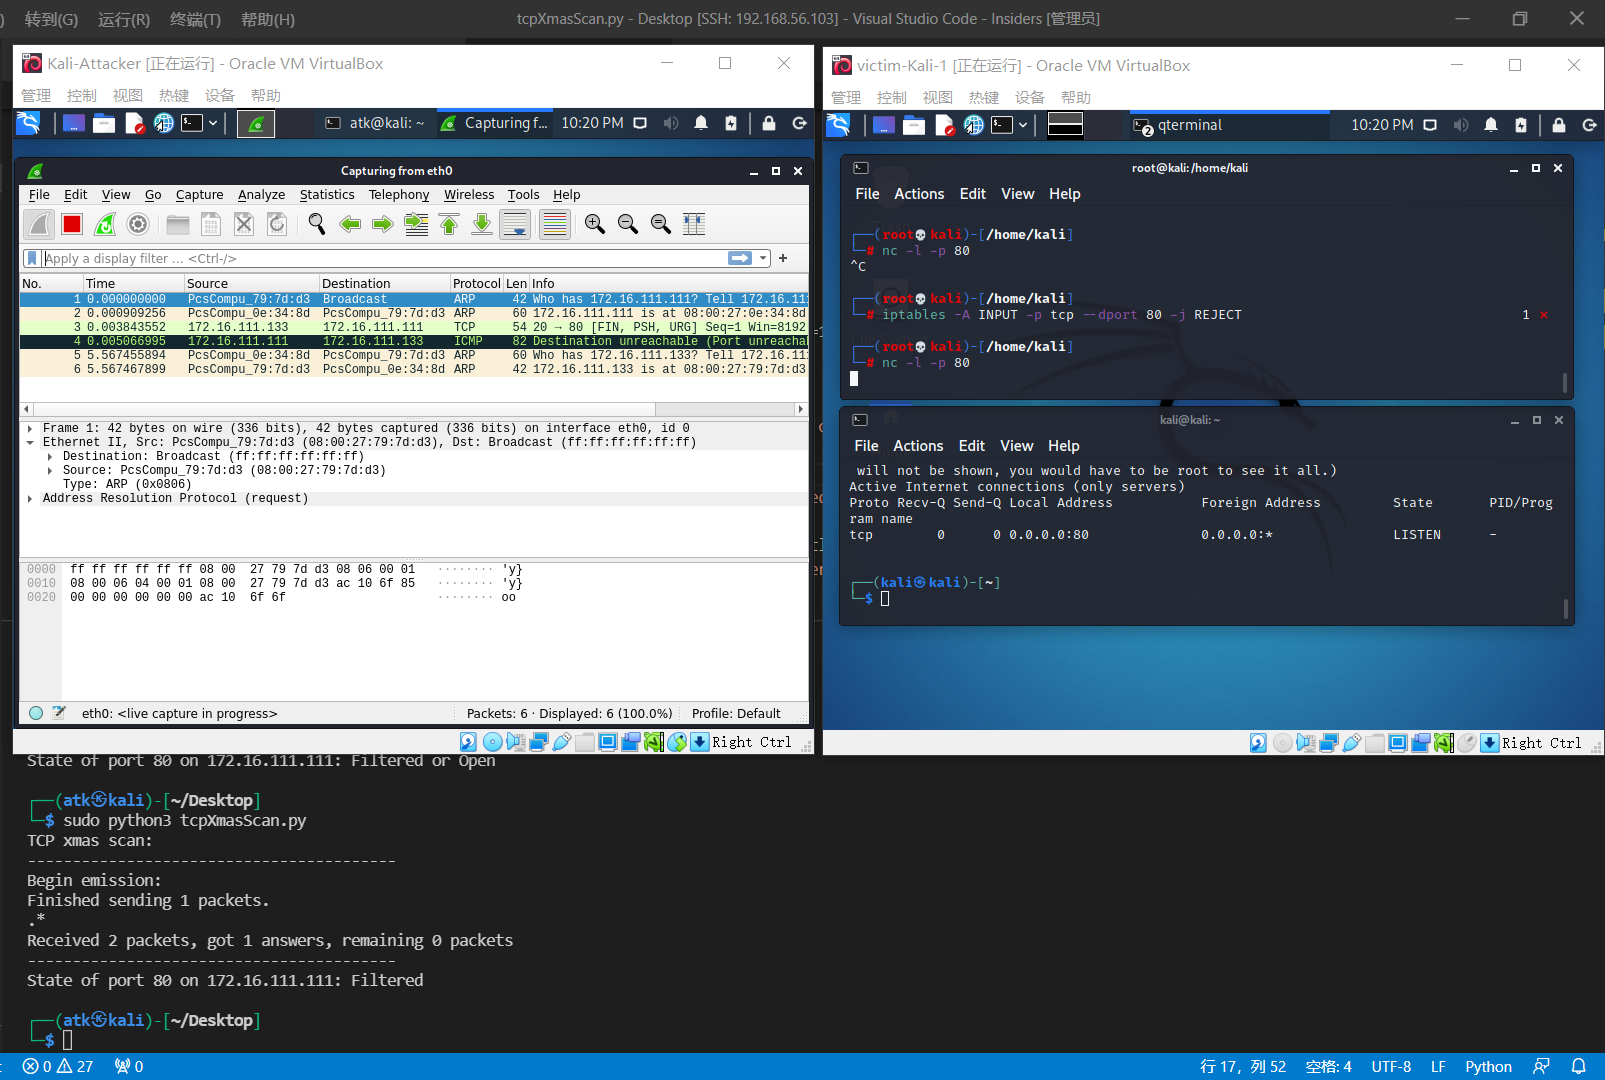 转到(G) 运行(R) 终端(T) 帮助(H) tcpXmasScan.py - Desktop [SSH: 192.168.56.103] - Visual Studio Code - Insiders [管理员]
Kali-Attacker [正在运行] - Oracle VM VirtualBox
管理 控制 视图 热键 设备 帮助
atk@kali: ~ Capturing f... 10:20 PM
Capturing from eth0
File Edit View Go Capture Analyze Statistics Telephony Wireless Tools Help
Apply a display filter ... <Ctrl-/>
No. Time Source Destination Protocol Len Info
1 0.000000000 PcsCompu_79:7d:d3 Broadcast ARP 42 Who has 172.16.111.111? Tell 172.16.11
2 0.000909256 PcsCompu_0e:34:8d PcsCompu_79:7d:d3 ARP 60 172.16.111.111 is at 08:00:27:0e:34:8d
3 0.003843552 172.16.111.133 172.16.111.111 TCP 54 20 → 80 [FIN, PSH, URG] Seq=1 Win=8192
4 0.005066995 172.16.111.111 172.16.111.133 ICMP 82 Destination unreachable (Port unreachal
5 5.567455894 PcsCompu_0e:34:8d PcsCompu_79:7d:d3 ARP 60 Who has 172.16.111.133? Tell 172.16.11
6 5.567467899 PcsCompu_79:7d:d3 PcsCompu_0e:34:8d ARP 42 172.16.111.133 is at 08:00:27:79:7d:d3
Frame 1: 42 bytes on wire (336 bits), 42 bytes captured (336 bits) on interface eth0, id 0
Ethernet II, Src: PcsCompu_79:7d:d3 (08:00:27:79:7d:d3), Dst: Broadcast (ff:ff:ff:ff:ff:ff)
Destination: Broadcast (ff:ff:ff:ff:ff:ff)
Source: PcsCompu_79:7d:d3 (08:00:27:79:7d:d3)
Type: ARP (0x0806)
Address Resolution Protocol (request)
0000 ff ff ff ff ff ff 08 00 27 79 7d d3 08 06 00 01 ········ 'y}
0010 08 00 06 04 00 01 08 00 27 79 7d d3 ac 10 6f 85 ········ 'y}
0020 00 00 00 00 00 00 ac 10 6f 6f ········ oo
eth0: <live capture in progress> Packets: 6 · Displayed: 6 (100.0%) Profile: Default
Right Ctrl
victim-Kali-1 [正在运行] - Oracle VM VirtualBox
管理 控制 视图 热键 设备 帮助
2 qterminal 10:20 PM
root@kali: /home/kali
File Actions Edit View Help
┌──(root💀kali)-[/home/kali]
└─# nc -l -p 80
^C
┌──(root💀kali)-[/home/kali]
└─# iptables -A INPUT -p tcp --dport 80 -j REJECT 1 ⨯
┌──(root💀kali)-[/home/kali]
└─# nc -l -p 80
kali@kali: ~
File Actions Edit View Help
will not be shown, you would have to be root to see it all.)
Active Internet connections (only servers)
Proto Recv-Q Send-Q Local Address Foreign Address State PID/Prog
ram name
tcp 0 0 0.0.0.0:80 0.0.0.0:* LISTEN -
┌──(kali㉿kali)-[~]
└─$
Right Ctrl
State of port 80 on 172.16.111.111: Filtered or Open
┌──(atk㉿kali)-[~/Desktop]
└─$ sudo python3 tcpXmasScan.py
TCP xmas scan:
-----------------------------------------
Begin emission:
Finished sending 1 packets.
.*
Received 2 packets, got 1 answers, remaining 0 packets
-----------------------------------------
State of port 80 on 172.16.111.111: Filtered
┌──(atk㉿kali)-[~/Desktop]
└─$
0 27 0 行 17，列 52 空格: 4 UTF-8 LF Python